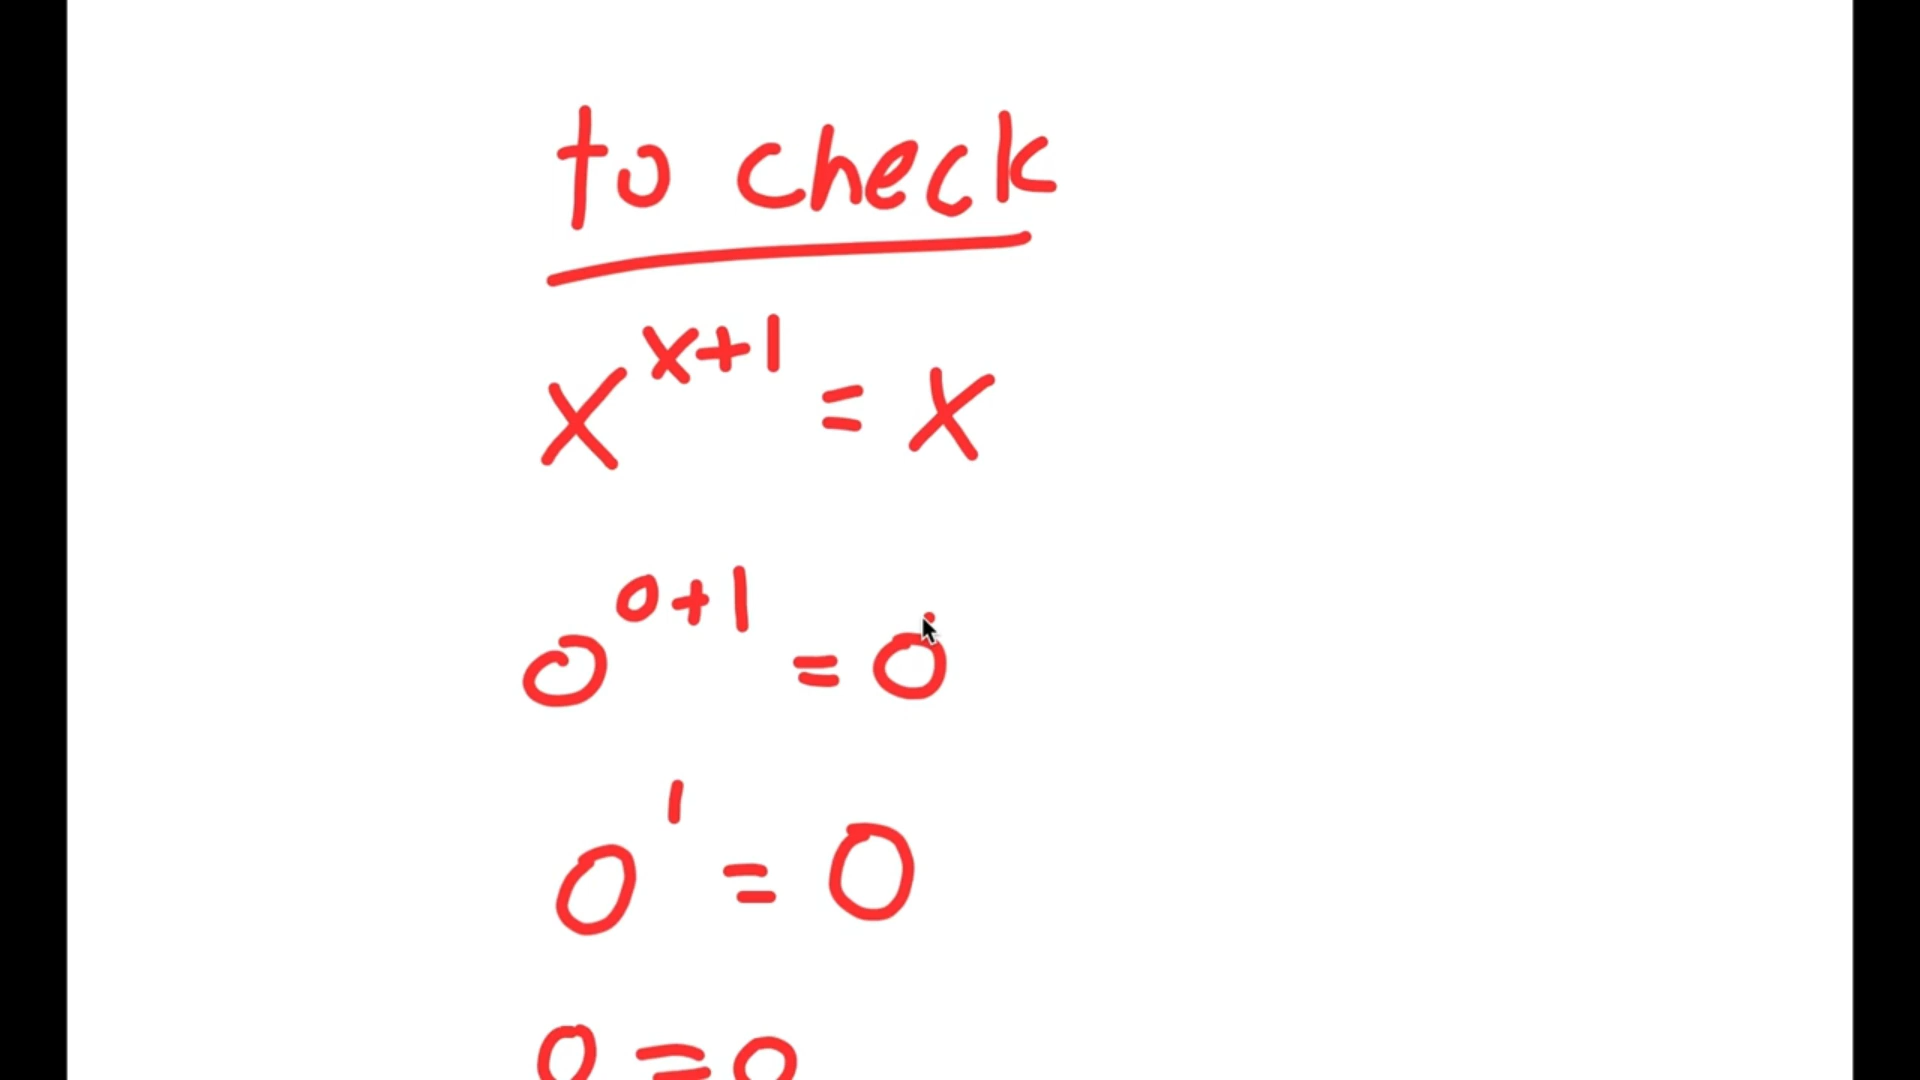 to check
x^{x+1} = x
0^{0+1} = 0
0^1 = 0
0 = 0